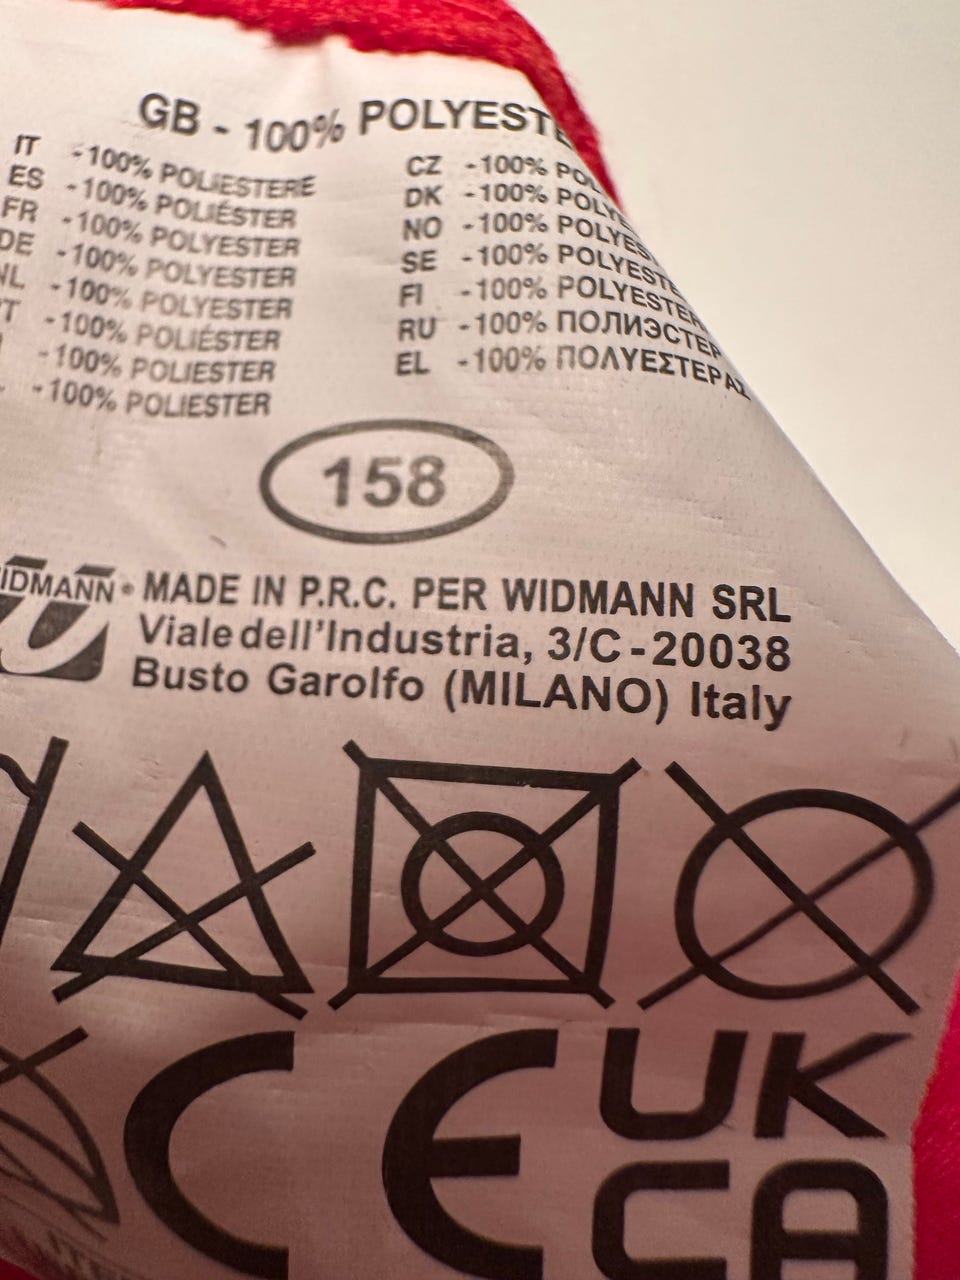 GB - 100% POLYESTE
IT - 100% POLIESTERE
ES - 100% POLIÉSTER
FR - 100% POLYESTER
DE - 100% POLYESTER
NL - 100% POLYESTER
- 100% POLIÉSTER
- 100% POLIESTER
- 100% POLIESTER
CZ - 100% POL
DK - 100% POLY
NO - 100% POLYES
SE - 100% POLYESTE
FI - 100% POLYESTER
RU - 100% ПОЛИЭСТЕР
EL - 100% ΠΟΛΥΕΣΤΕΡΑΣ
158
IDMANN
MADE IN P.R.C. PER WIDMANN SRL
Viale dell'Industria, 3/C - 20038
Busto Garolfo (MILANO) Italy
CE
UK
CA